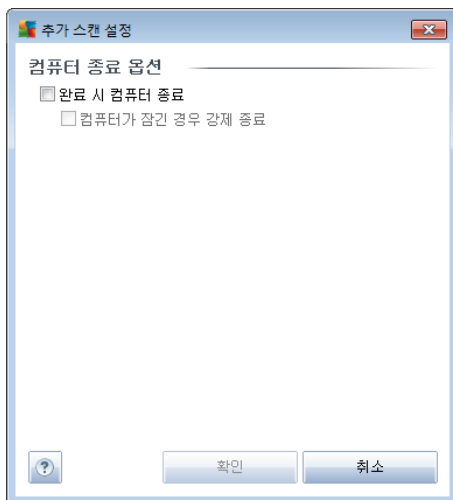 추가 스캔 설정
컴퓨터 종료 옵션
완료 시 컴퓨터 종료
컴퓨터가 잠긴 경우 강제 종료
?
확인
취소